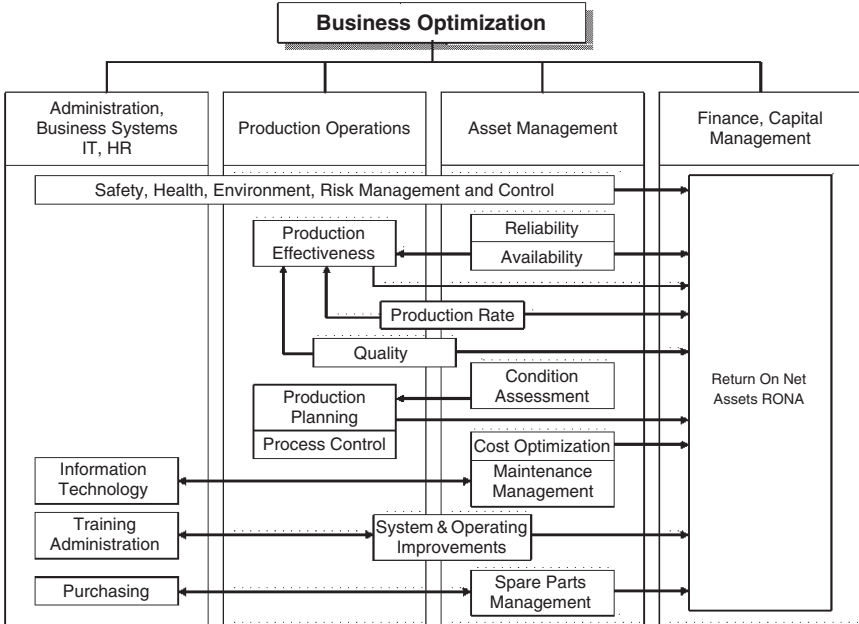 Business Optimization
Administration,
Business Systems
IT, HR
Production Operations
Asset Management
Finance, Capital
Management
Safety, Health, Environment, Risk Management and Control
Production
Effectiveness
Reliability
Availability
Production Rate
Quality
Condition
Assessment
Production
Planning
Process Control
Cost Optimization
Maintenance
Management
Information
Technology
Training
Administration
System & Operating
Improvements
Purchasing
Spare Parts
Management
Return On Net
Assets RONA